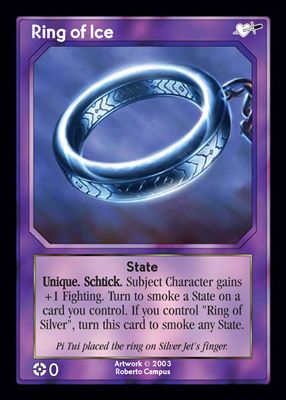 Ring of Ice
State
Unique. Schtick. Subject Character gains
+1 Fighting. Turn to smoke a State on a
card you control. If you control "Ring of
Silver", turn this card to smoke any State.
Pi Tui placed the ring on Silver Jet's finger.
0
Artwork © 2003
Roberto Campus